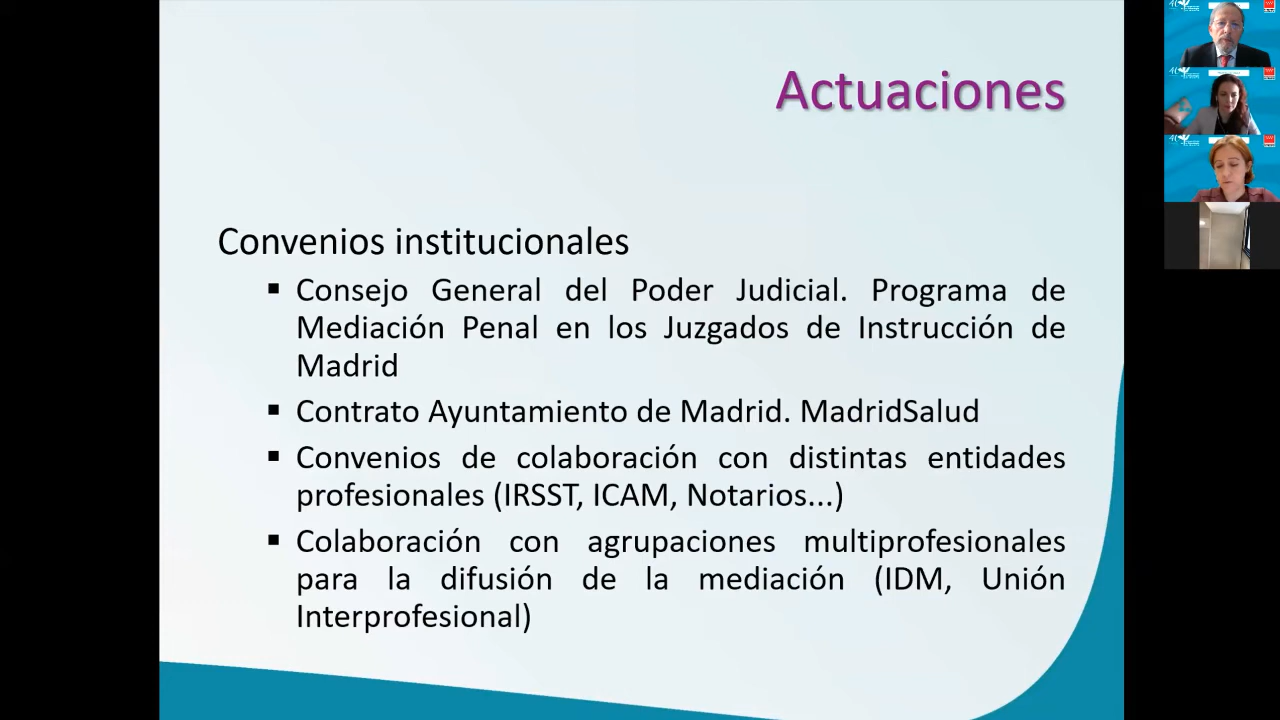 Actuaciones
Convenios institucionales
▪ Consejo General del Poder Judicial. Programa de
Mediación Penal en los Juzgados de Instrucción de
Madrid
▪ Contrato Ayuntamiento de Madrid. MadridSalud
▪ Convenios de colaboración con distintas entidades
profesionales (IRSST, ICAM, Notarios...)
▪ Colaboración con agrupaciones multiprofesionales
para la difusión de la mediación (IDM, Unión
Interprofesional)